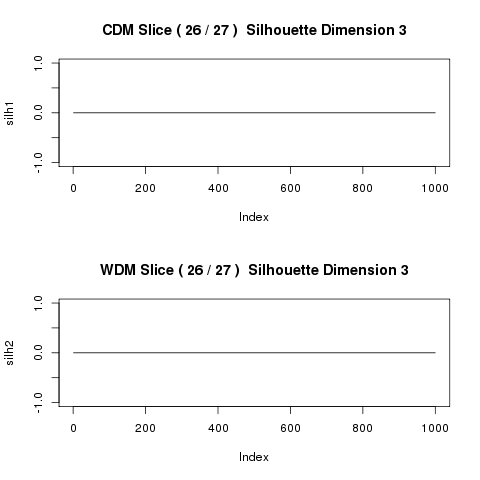 CDM Slice ( 26 / 27 )  Silhouette Dimension 3
silh1
1.0
0.0
-1.0
0 200 400 600 800 1000
Index
WDM Slice ( 26 / 27 )  Silhouette Dimension 3
silh2
1.0
0.0
-1.0
0 200 400 600 800 1000
Index